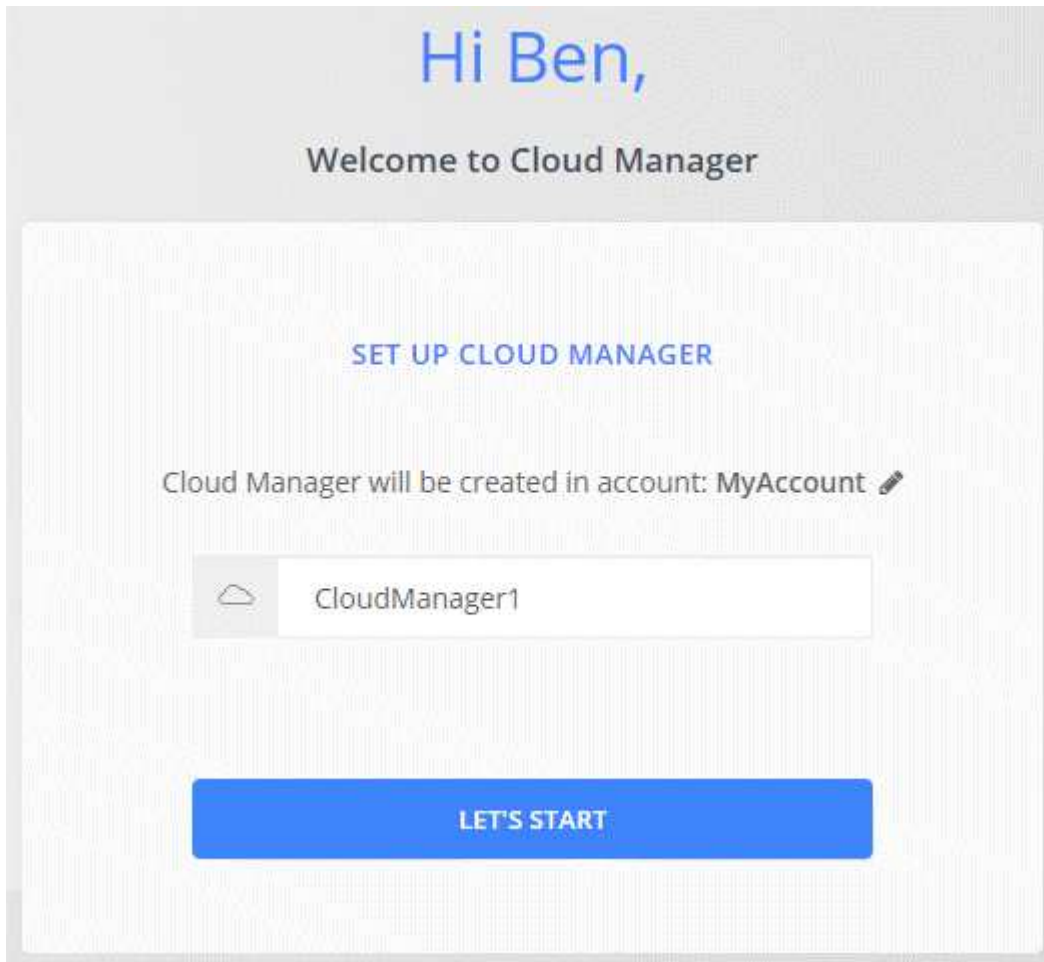 Hi Ben,
Welcome to Cloud Manager
SET UP CLOUD MANAGER
Cloud Manager will be created in account: MyAccount
CloudManager1
LET'S START